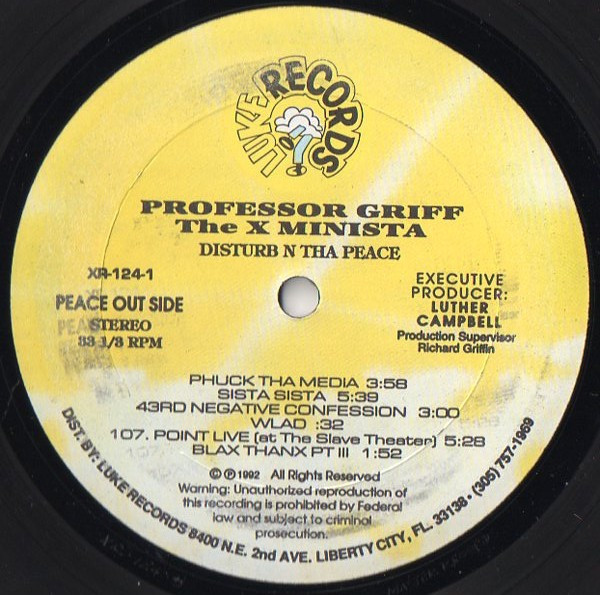 LUKE RECORDS
PROFESSOR GRIFF
The X MINISTA
DISTURB N THA PEACE
XR-124-1
PEACE OUT SIDE
STEREO
33 1/3 RPM
EXECUTIVE
PRODUCER:
LUTHER
CAMPBELL
Production Supervisor
Richard Griffin
PHUCK THA MEDIA 3:58
SISTA SISTA 5:39
43RD NEGATIVE CONFESSION 3:00
WLAD :32
107. POINT LIVE (at The Slave Theater) 5:28
BLAX THANX PT III 1:52
© ℗ 1992 All Rights Reserved
Warning: Unauthorized reproduction of
this recording is prohibited by Federal
law and subject to criminal
prosecution.
DIST. BY: LUKE RECORDS 8400 N.E. 2nd AVE. LIBERTY CITY, FL. 33138 • (305) 757-1969